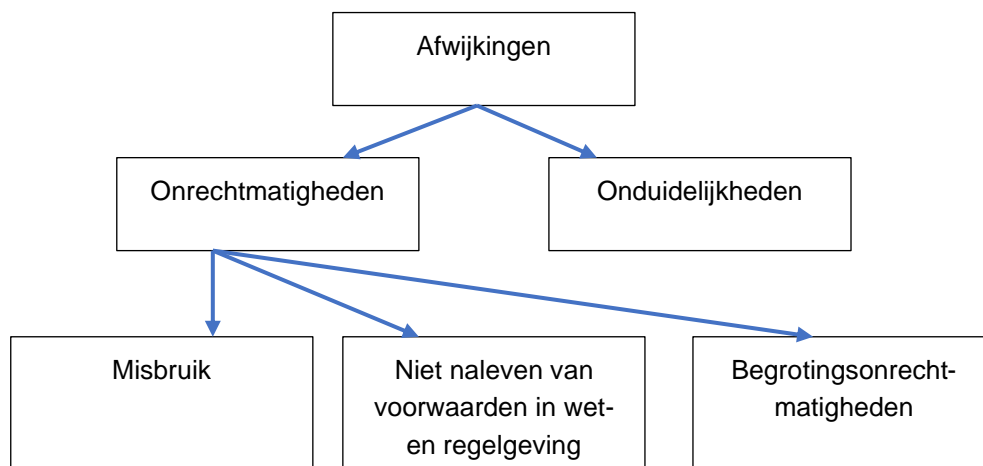 Afwijkingen
Onrechtmatigheden
Onduidelijkheden
Misbruik
Niet naleven van
voorwaarden in wet-
en regelgeving
Begrotingsonrecht-
matigheden